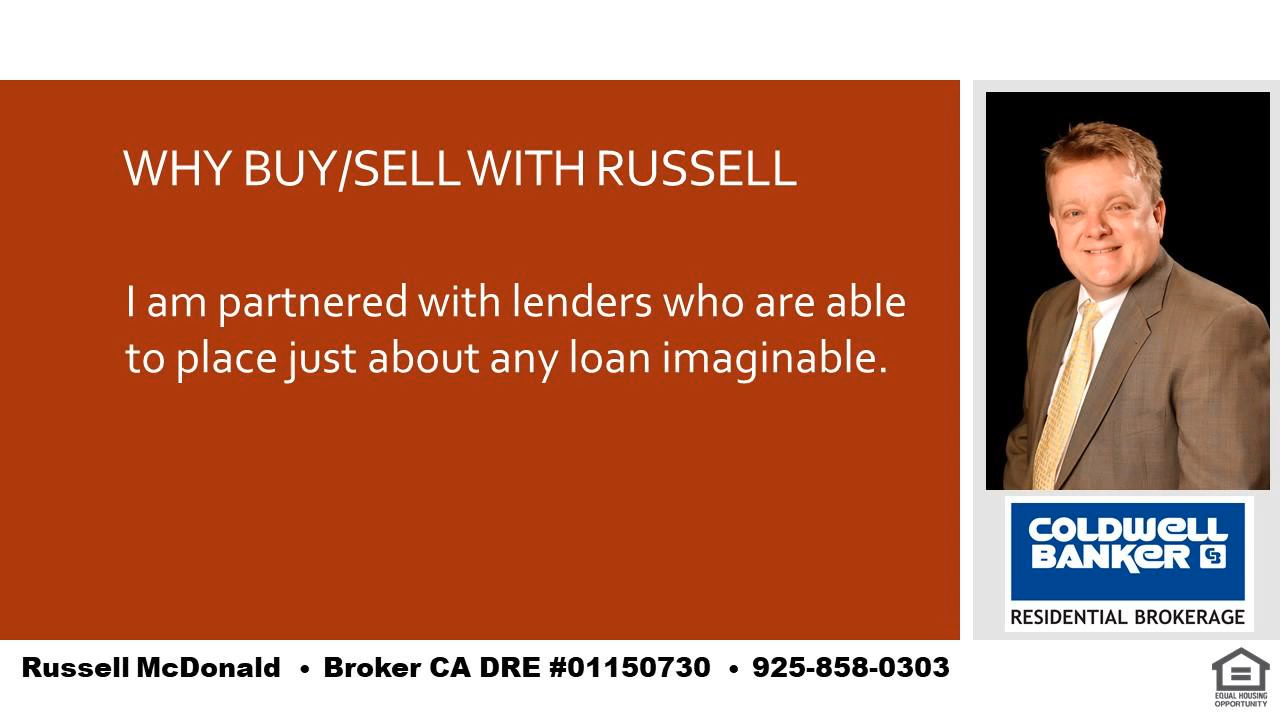 WHY BUY/SELL WITH RUSSELL
I am partnered with lenders who are able
to place just about any loan imaginable.
COLDWELL
BANKER CB
RESIDENTIAL BROKERAGE
Russell McDonald • Broker CA DRE #01150730 • 925-858-0303
EQUAL HOUSING
OPPORTUNITY